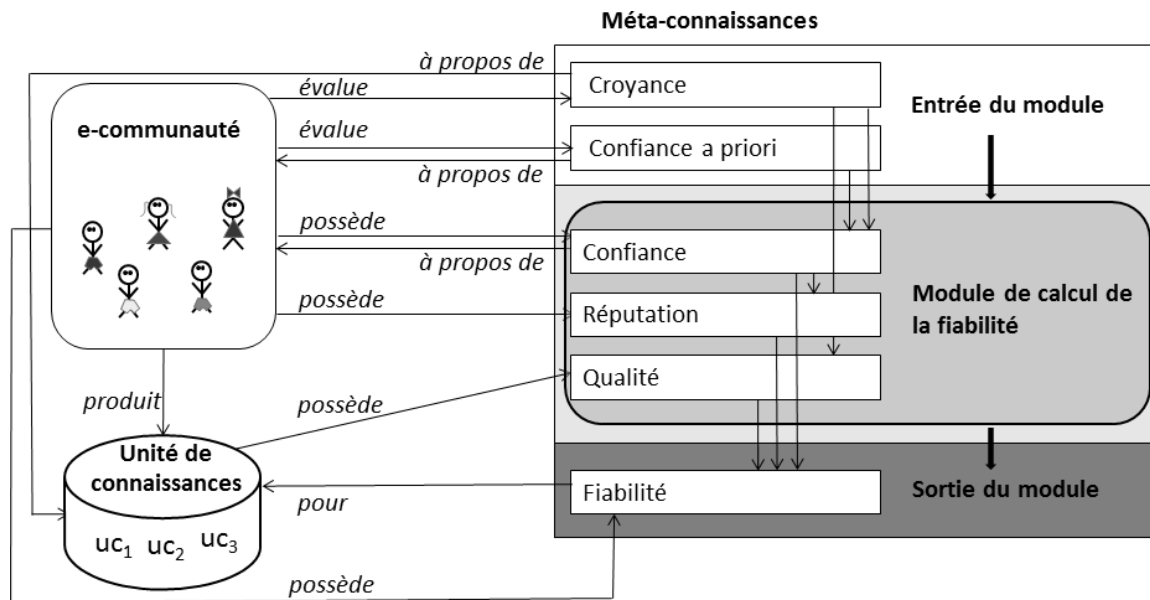 Méta-connaissances
à propos de
Croyance
évalue
Entrée du module
e-communauté
évalue
Confiance a priori
à propos de
possède
Confiance
à propos de
possède
Réputation
Module de calcul de
la fiabilité
Qualité
produit
possède
Unité de
connaissances
pour
Fiabilité
Sortie du module
uc₁ uc₂ uc₃
possède